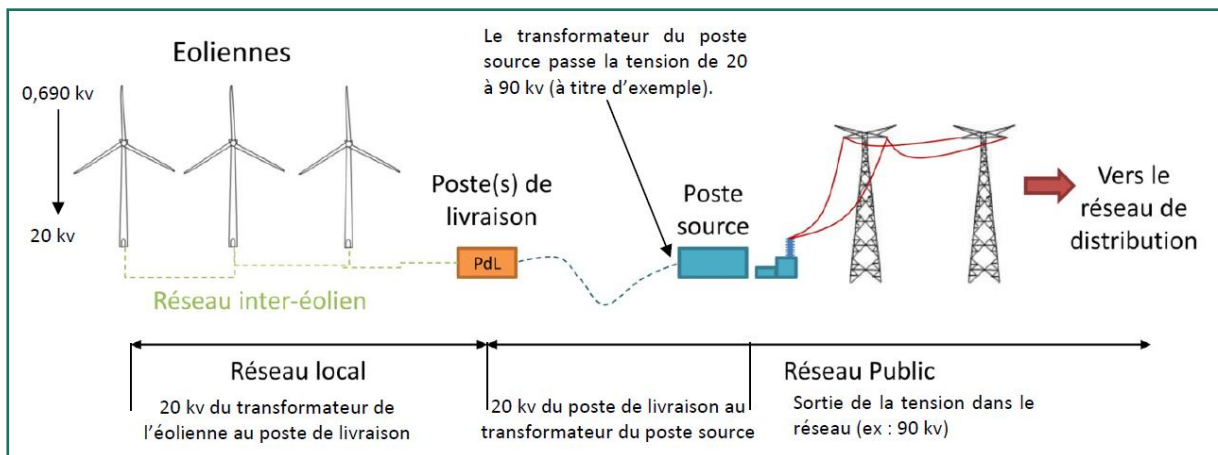 Eoliennes
0,690 kv
20 kv
Le transformateur du poste
source passe la tension de 20
à 90 kv (à titre d'exemple).
Poste(s) de
livraison
PdL
Poste
source
Vers le
réseau de
distribution
Réseau inter-éolien
Réseau local
20 kv du transformateur de
l'éolienne au poste de livraison
20 kv du poste de livraison au
transformateur du poste source
Réseau Public
Sortie de la tension dans le
réseau (ex : 90 kv)